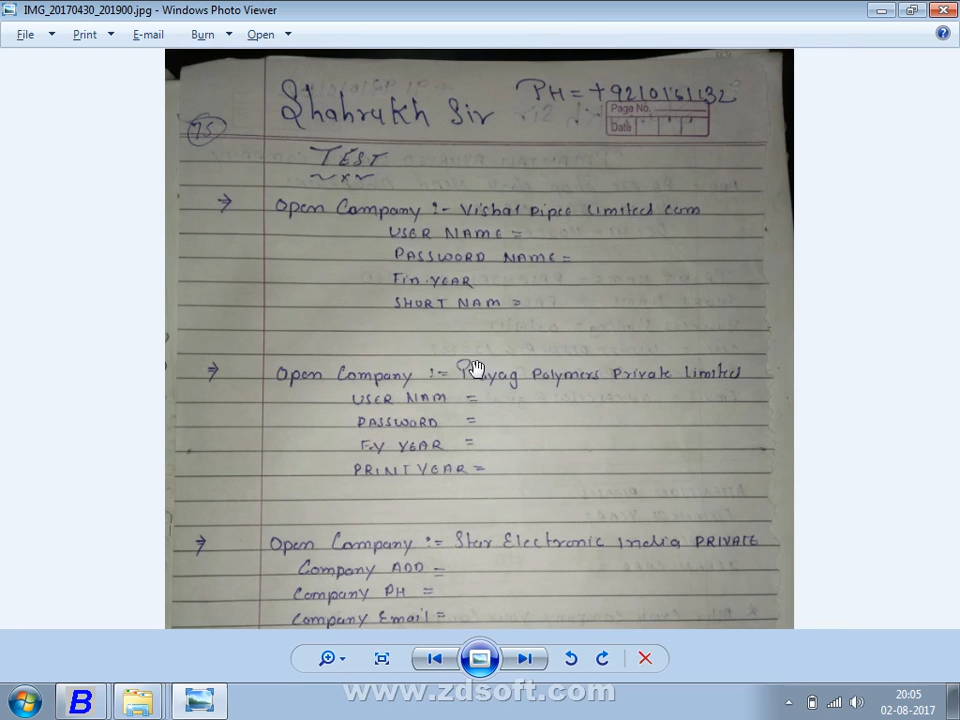 IMG_20170430_201900.jpg - Windows Photo Viewer
File Print E-mail Burn Open
Shahrukh Sir PH = +9210161132
Page No.
Date
75
TEST
⇒ Open Company :- Vishal Pipee Limited com
USER NAME =
PASSWORD NAME =
Fin.YEAR
SHORT NAM =
⇒ Open Company :- Polymers Private Limited
USER NAM =
PASSWORD =
F.Y YEAR =
PRINT YEAR =
⇒ Open Company :- Star Electronic India PRIVATE
Company ADD =
Company PH =
Company Email =
B
www.zdsoft.com
20:05
02-08-2017